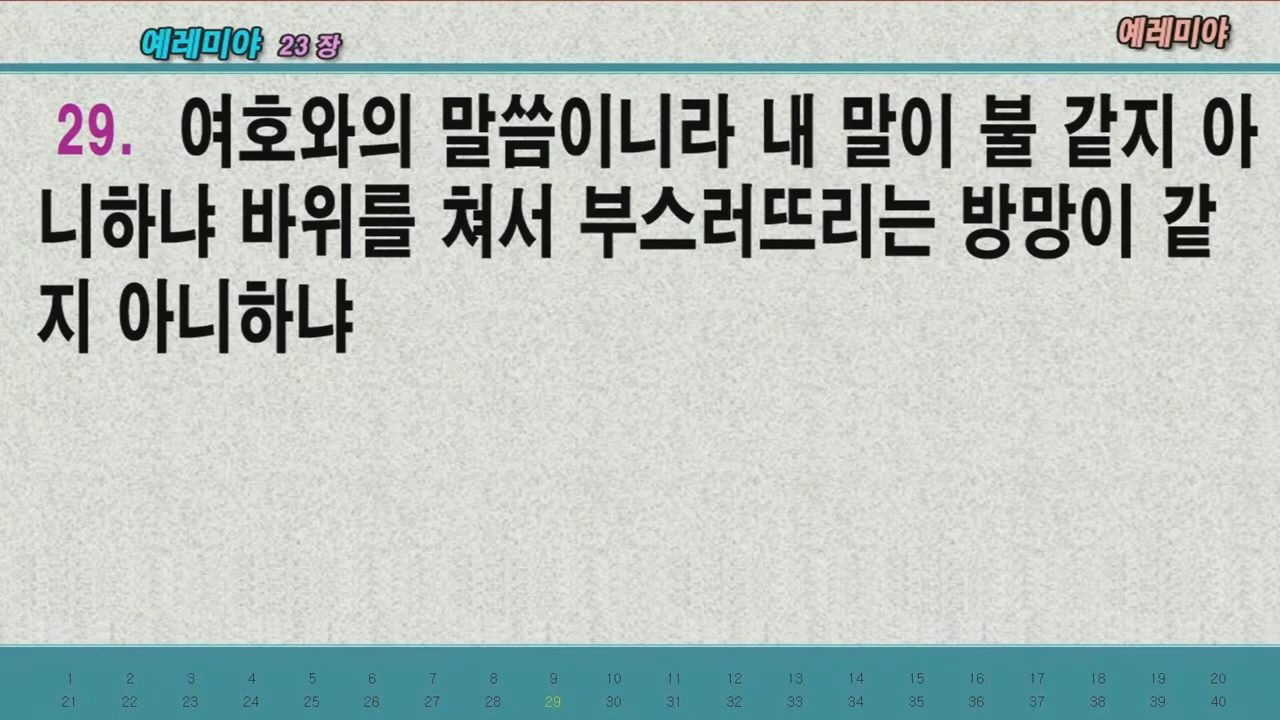 예레미야 23 장
예레미야
29. 여호와의 말씀이니라 내 말이 불 같지 아
니하냐 바위를 쳐서 부스러뜨리는 방망이 같
지 아니하냐
1 2 3 4 5 6 7 8 9 10 11 12 13 14 15 16 17 18 19 20
21 22 23 24 25 26 27 28 29 30 31 32 33 34 35 36 37 38 39 40